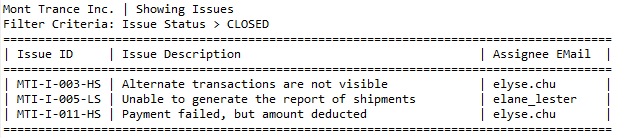 Mont Trance Inc. | Showing Issues
Filter Criteria: Issue Status > CLOSED
=====================================================================================
| Issue ID     | Issue Description                                | Assignee EMail  |
=====================================================================================
| MTI-I-003-HS | Alternate transactions are not visible           | elyse.chu       |
| MTI-I-005-LS | Unable to generate the report of shipments       | elane_lester    |
| MTI-I-011-HS | Payment failed, but amount deducted              | elyse.chu       |
=====================================================================================